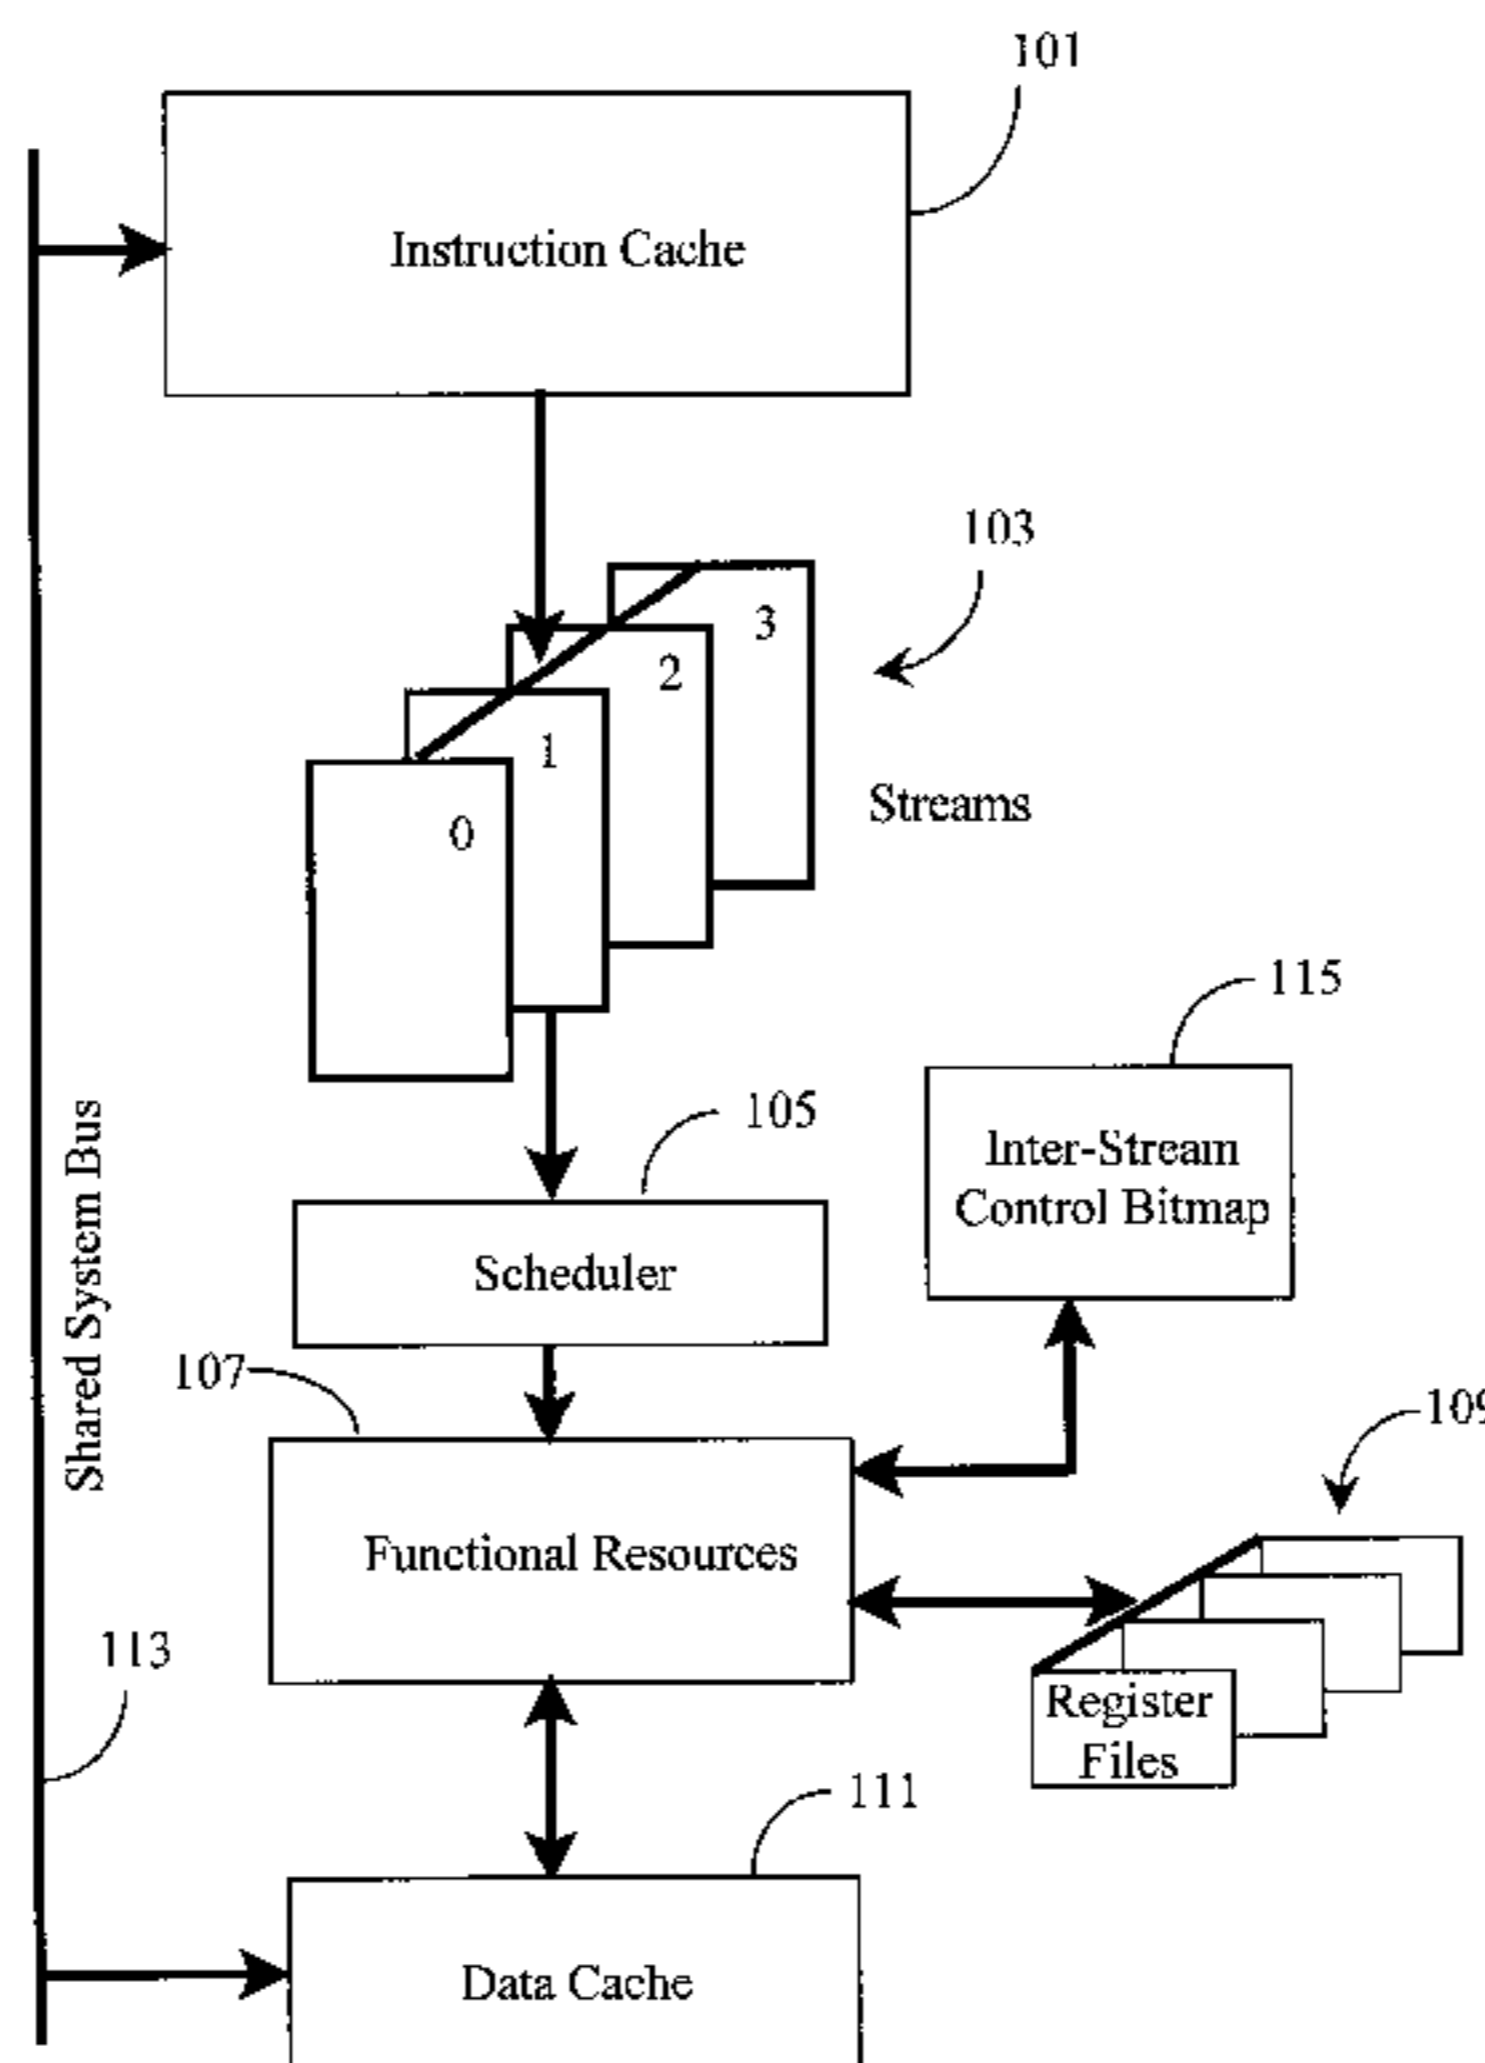 101
Instruction Cache
103
3
2
1
0
Streams
115
105
Inter-Stream
Control Bitmap
Scheduler
Shared System Bus
107
109
Functional Resources
113
Register
Files
111
Data Cache